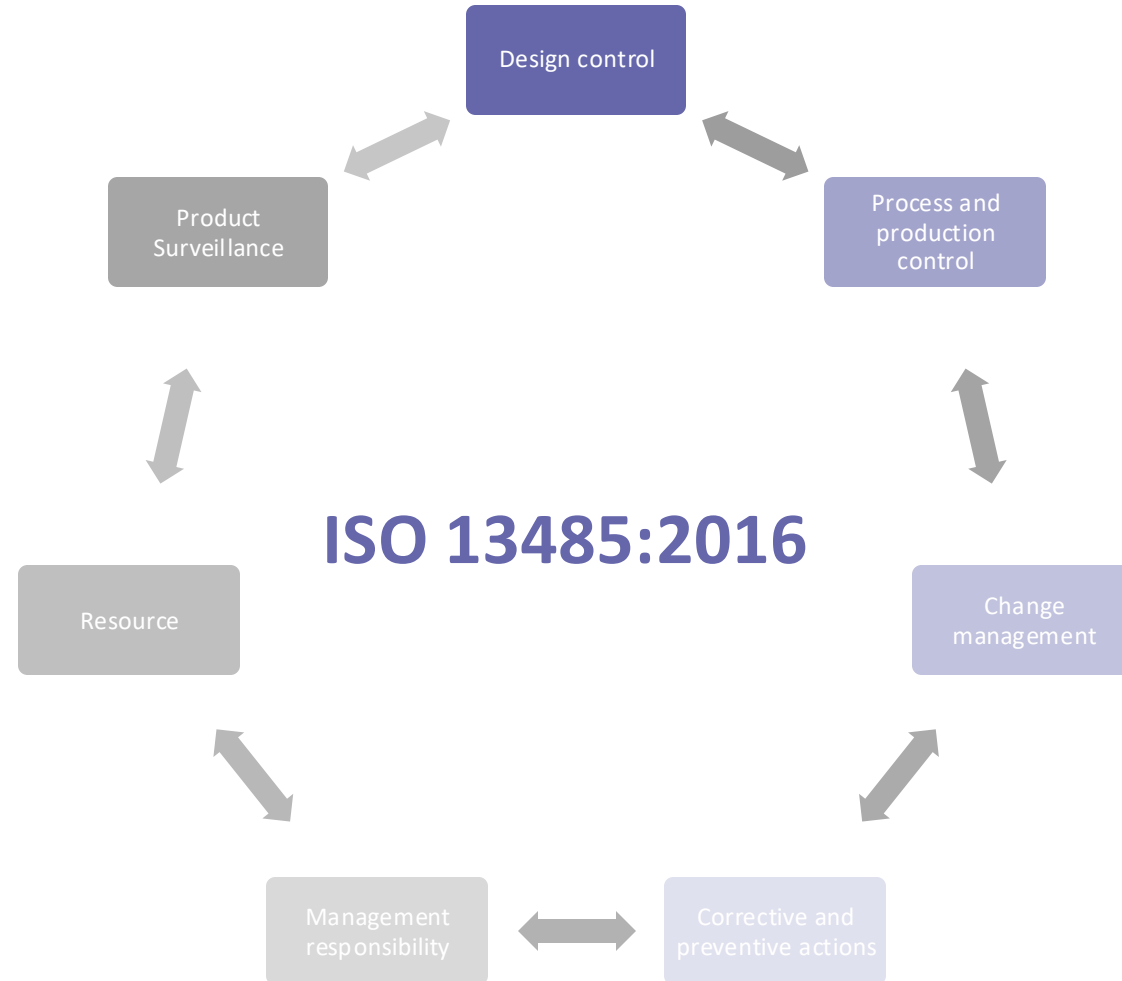 Design control
Process and
production
control
Product
Surveillance
ISO 13485:2016
Change
management
Resource
Corrective and
preventive actions
Management
responsibility